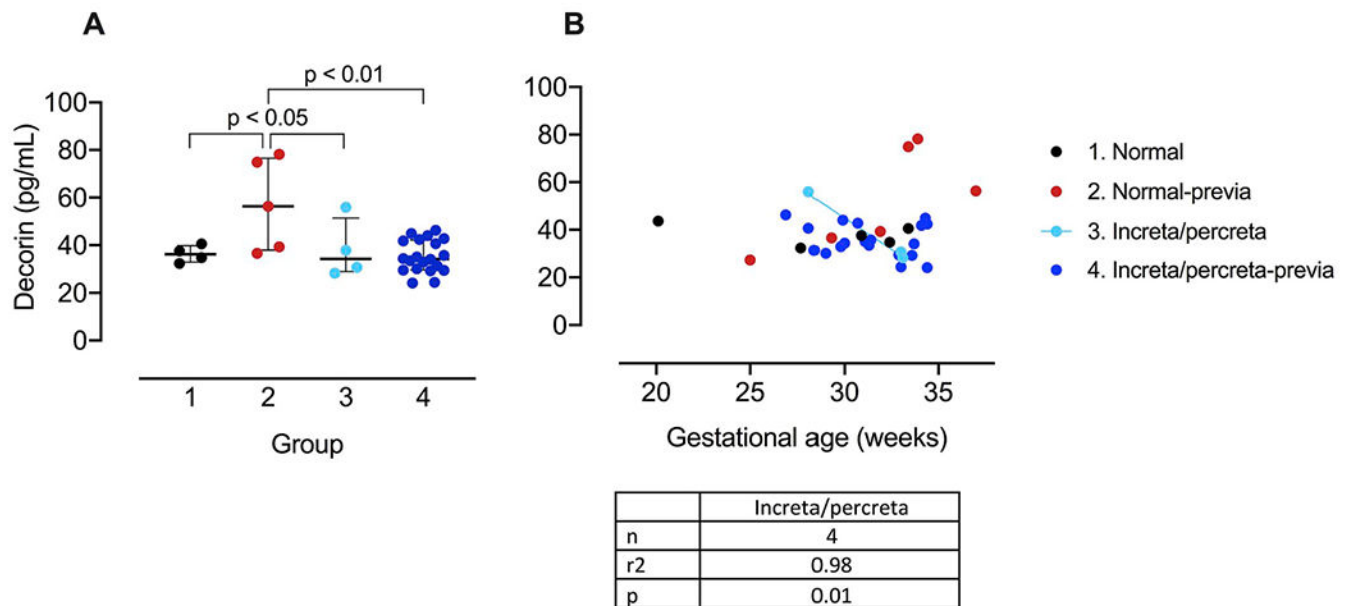 A
p < 0.01
p < 0.05
Decorin (pg/mL)
100
80
60
40
20
0
1 2 3 4
Group
B
100
80
60
40
20
0
20 25 30 35
Gestational age (weeks)
1. Normal
2. Normal-previa
3. Increta/percreta
4. Increta/percreta-previa
Increta/percreta
n 4
r2 0.98
p 0.01